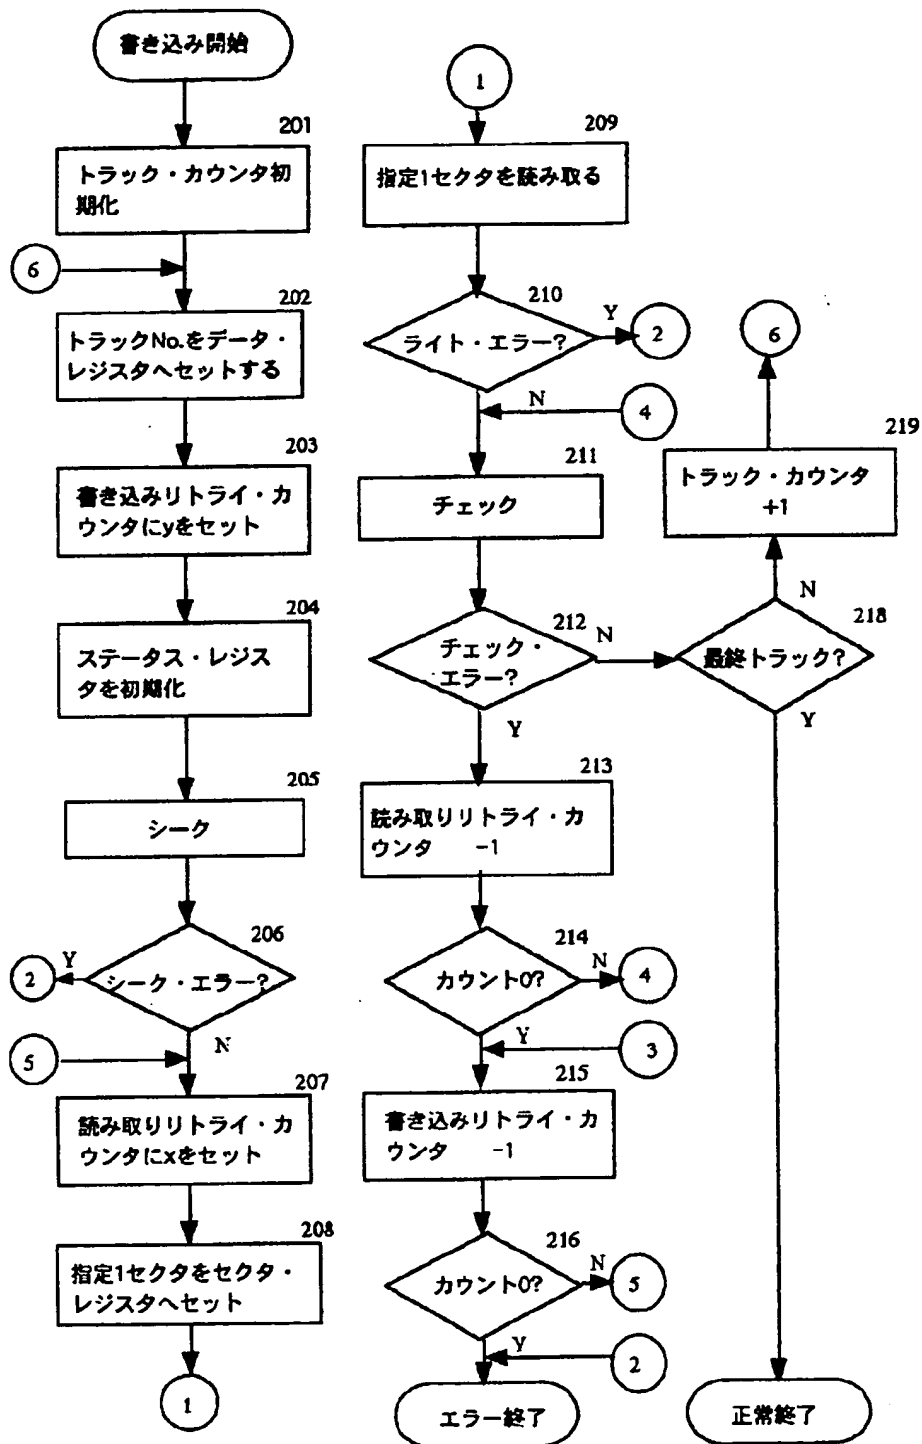 書き込み開始
201
トラック・カウンタ初
期化
6
202
トラックNo.をデータ・
レジスタへセットする
203
書き込みリトライ・カ
ウンタにyをセット
204
ステータス・レジス
タを初期化
205
シーク
206
シーク・エラー?
Y
2
N
5
207
読み取りリトライ・カ
ウンタにxをセット
208
指定1セクタをセクタ・
レジスタへセット
1
1
209
指定1セクタを読み取る
210
ライト・エラー?
Y
2
N
4
211
チェック
212
チェック・
エラー?
N
Y
213
読み取りリトライ・カ
ウンタ -1
214
カウント0?
N
4
Y
3
215
書き込みリトライ・カ
ウンタ -1
216
カウント0?
N
5
Y
2
エラー終了
6
219
トラック・カウンタ
+1
N
218
最終トラック?
Y
正常終了